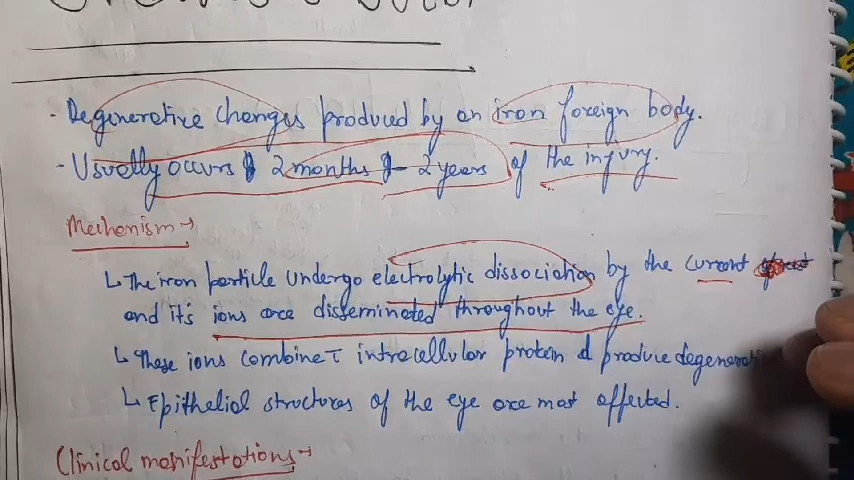 - Degenerative changes produced by an iron foreign body.
- Usually occurs 2 months - 2 years of the injury.
Mechanism →
↳ The iron particle undergo electrolytic dissociation by the current
and it's ions are disseminated throughout the eye.
↳ These ions combine c̄ intracellular protein & produce
↳ Epithelial structures of the eye are most affected.
Clinical manifestations →